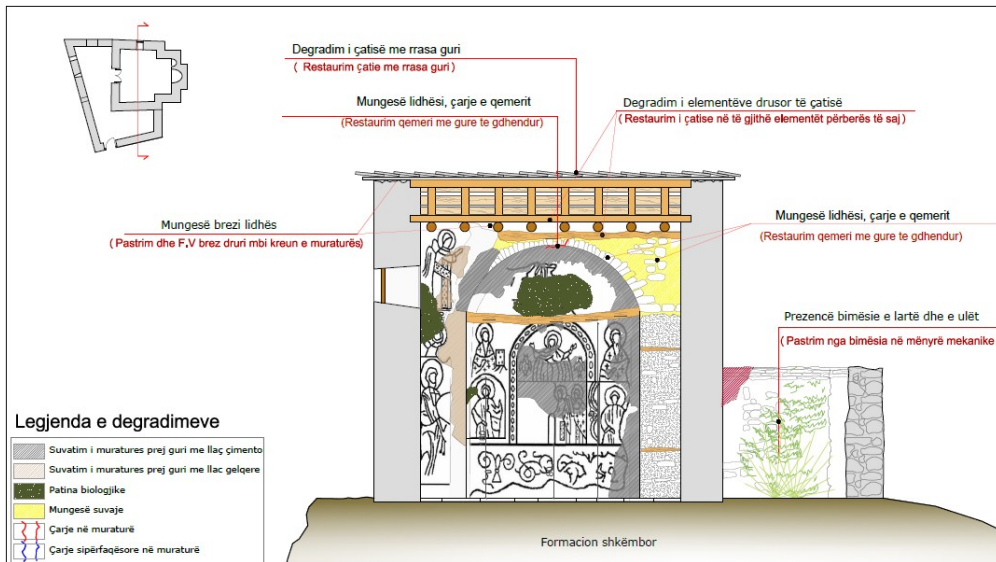 Degradim i çatisë me rrasa guri
( Restaurim çatie me rrasa guri )
Mungesë lidhësi, çarje e qemerit
(Restaurim qemeri me gure te gdhendur)
Degradim i elementëve drusor të çatisë
( Restaurim i çatise në të gjithë elementët përberës të saj )
Mungesë brezi lidhës
( Pastrim dhe F.V brez druri mbi kreun e muraturës)
Mungesë lidhësi, çarje e qemerit
(Restaurim qemeri me gure te gdhendur)
Prezencë bimësie e lartë dhe e ulët
( Pastrim nga bimësia në mënyrë mekanike
Legjenda e degradimeve
Suvatim i muratures prej guri me llaç çimento
Suvatim i muratures prej guri me llac gelqere
Patina biologjike
Mungesë suvaje
Çarje në muraturë
Çarje sipërfaqësore në muraturë
Formacion shkëmbor